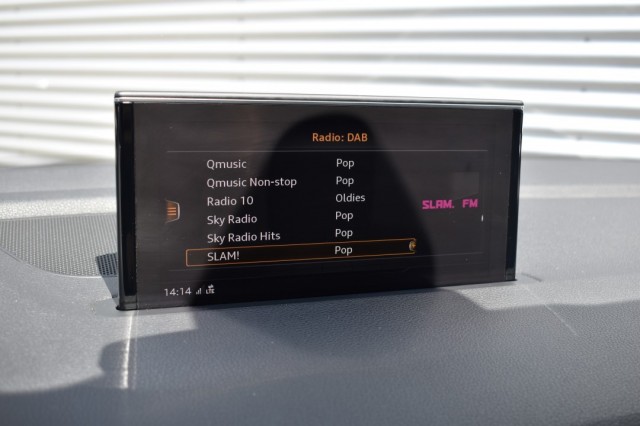 Radio: DAB
Qmusic Pop
Qmusic Non-stop Pop
Radio 10 Oldies
SLAM. FM
Sky Radio Pop
Sky Radio Hits Pop
SLAM! Pop
14:14 LTE